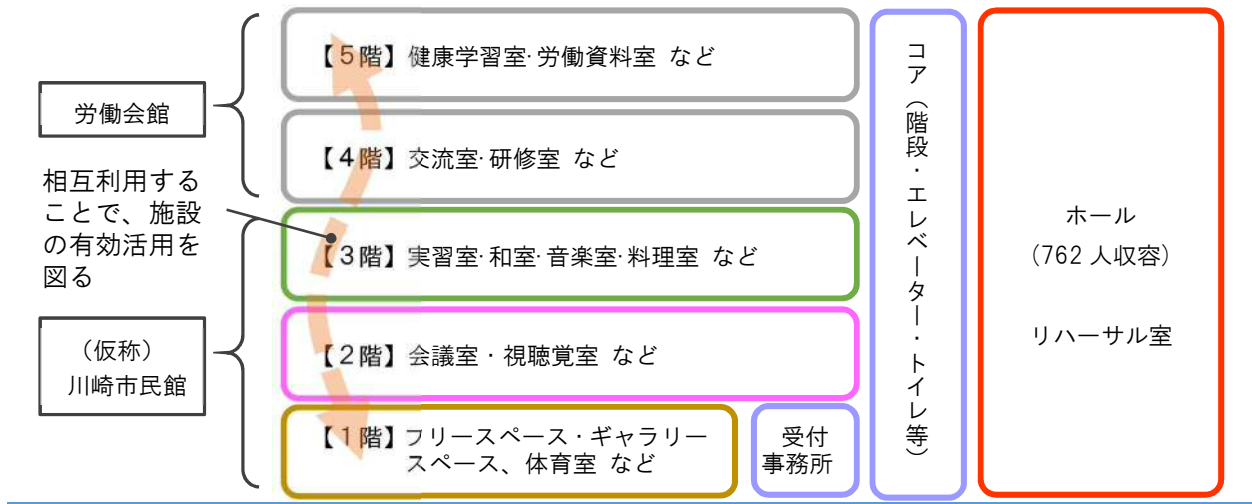 労働会館
相互利用する
ことで、施設
の有効活用を
図る
（仮称）
川崎市民館
【5階】健康学習室·労働資料室 など
【4階】交流室·研修室 など
【3階】実習室·和室·音楽室·料理室 など
【2階】会議室・視聴覚室 など
【1階】フリースペース・ギャラリー
スペース、体育室 など
受付
事務所
コア（階段・エレベーター・トイレ等）
ホール
（762 人収容）
リハーサル室